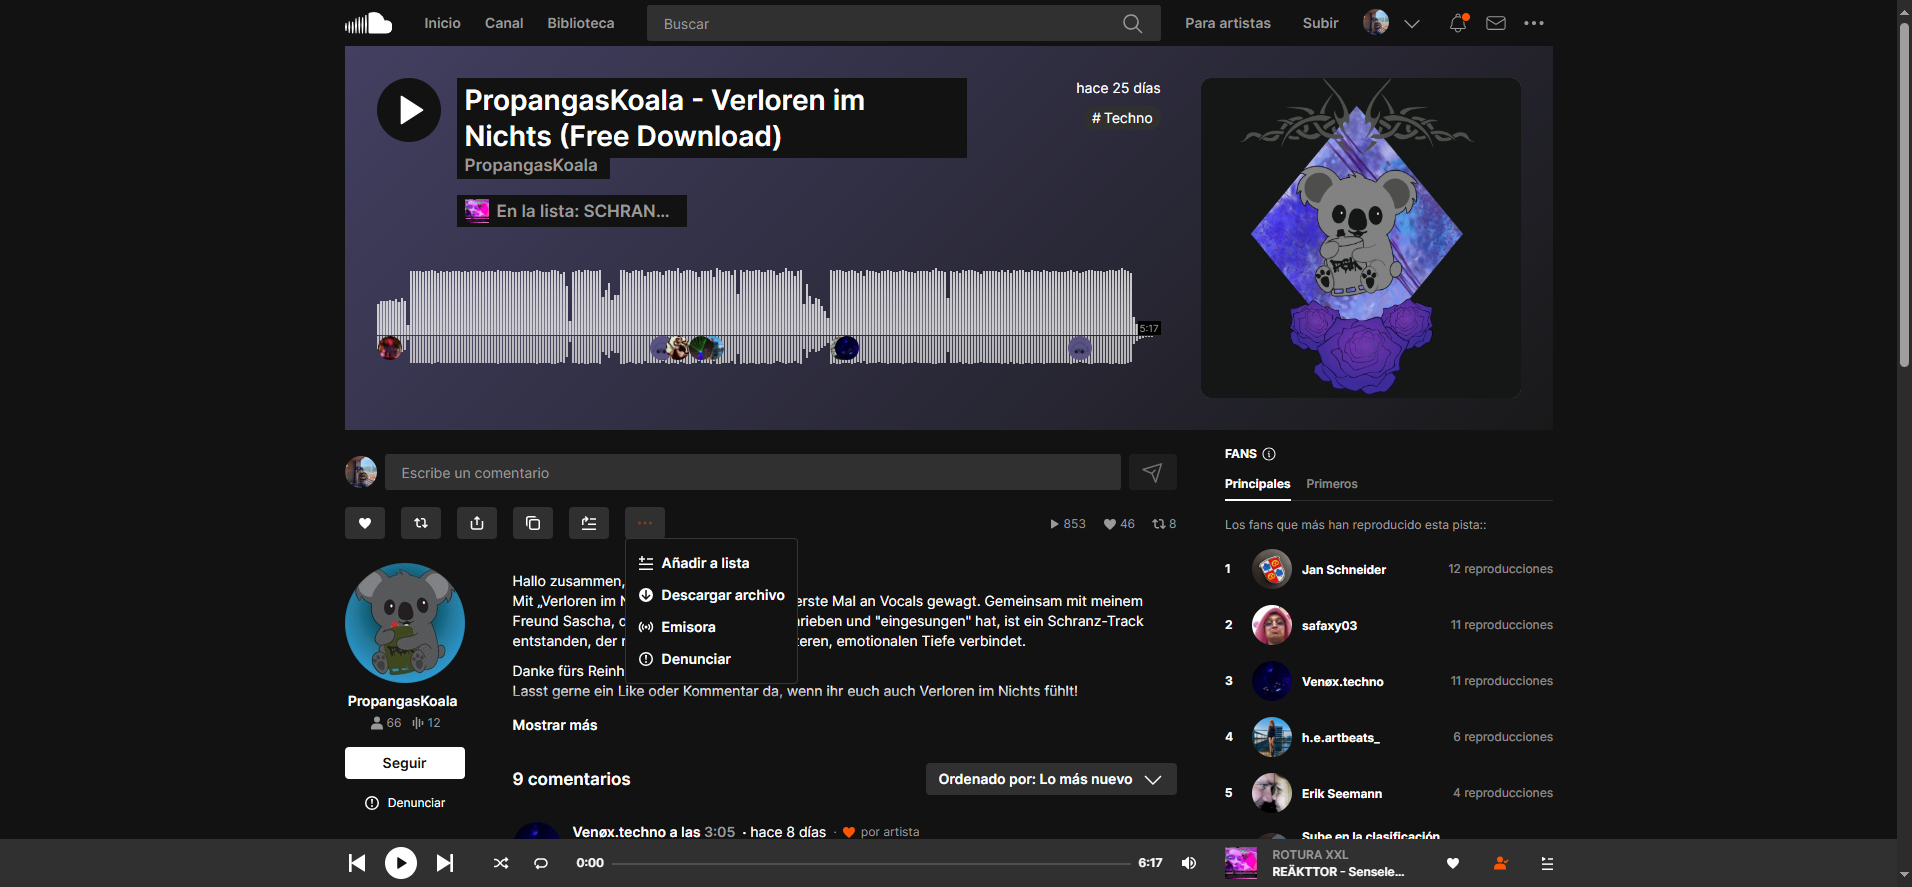 Inicio
Canal
Biblioteca
Buscar
Para artistas
Subir
PropangasKoala - Verloren im
Nichts (Free Download)
PropangasKoala
En la lista: SCHRAN...
hace 25 días
# Techno
5:17
Escribe un comentario
853
46
8
Añadir a lista
Descargar archivo
Emisora
Denunciar
PropangasKoala
66
12
Seguir
Denunciar
Hallo zusammen,
Mit „Verloren im erste Mal an Vocals gewagt. Gemeinsam mit meinem
Freund Sascha, rieben und "eingesungen" hat, ist ein Schranz-Track
entstanden, der teren, emotionalen Tiefe verbindet.
Danke fürs Reinh
Lasst gerne ein Like oder Kommentar da, wenn ihr euch auch Verloren im Nichts fühlt!
Mostrar más
9 comentarios
Ordenado por: Lo más nuevo
Venøx.techno a las 3:05 · hace 8 días · por artista
FANS
Principales
Primeros
Los fans que más han reproducido esta pista::
1 Jan Schneider 12 reproducciones
2 safaxy03 11 reproducciones
3 Venøx.techno 11 reproducciones
4 h.e.artbeats_ 6 reproducciones
5 Erik Seemann 4 reproducciones
Sube en la clasificación
0:00
6:17
ROTURA XXL
REÄKTTOR - Sensele...